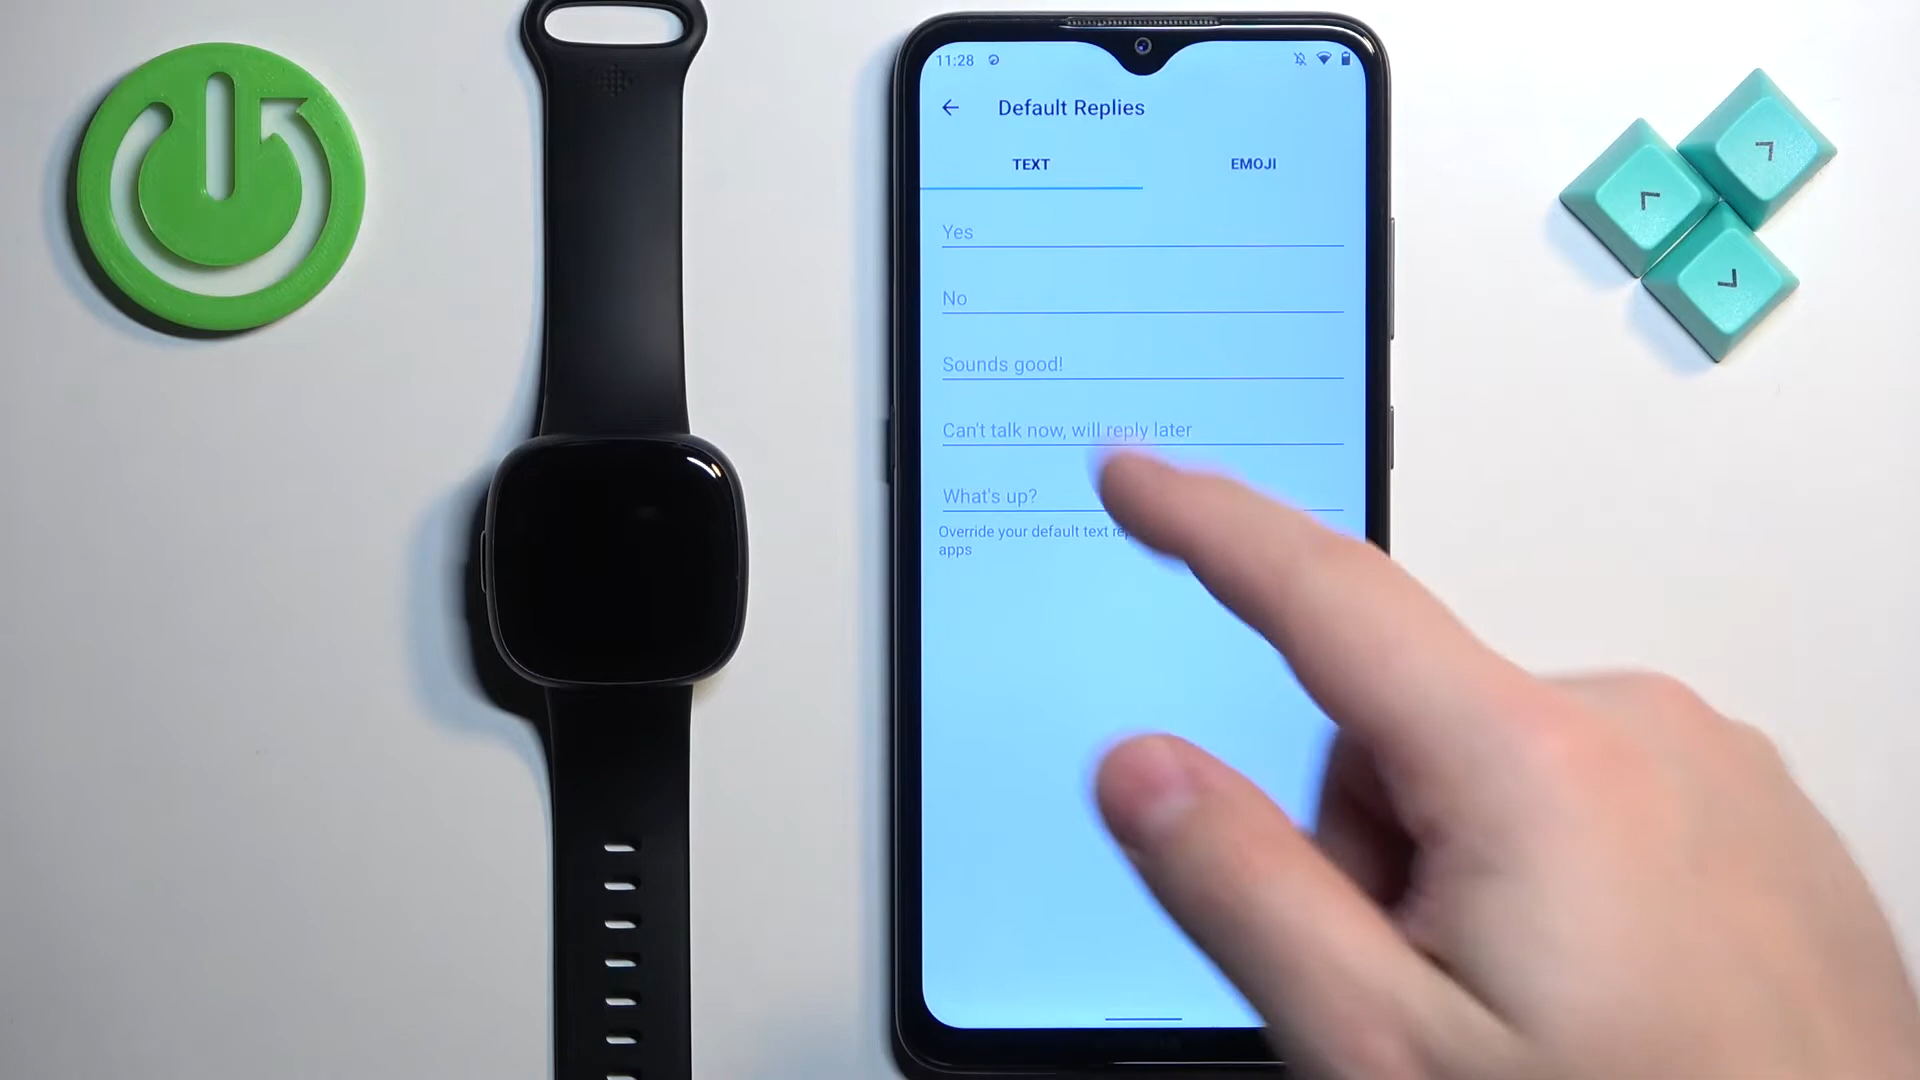 11:28
Default Replies
TEXT
EMOJI
Yes
No
Sounds good!
Can't talk now, will reply later
What's up?
Override your default text
apps